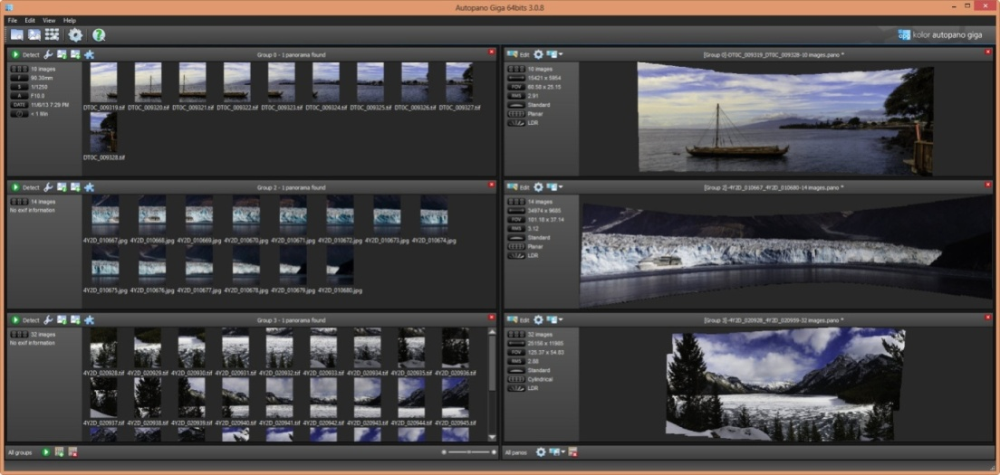 Autopano Giga 64bits 3.0.8
File Edit View Help
kolor autopano giga
Detect
Group 0 - 1 panorama found
10 images
F 90.30mm
S 1/1250
A F10.0
DATE 11/6/13 7:29 PM
< 1 Min
DT0C_009319.tif DT0C_009320.tif DT0C_009321.tif DT0C_009322.tif DT0C_009323.tif DT0C_009324.tif DT0C_009325.tif DT0C_009326.tif DT0C_009327.tif
DT0C_009328.tif
Edit
[Group 0]-DT0C_009319_DT0C_009328-10 images.pano *
10 images
15421 x 5954
FOV 60.58 x 25.15
RMS 2.91
Standard
Planar
LDR
Detect
Group 2 - 1 panorama found
14 images
No exif information
4Y2D_010667.jpg 4Y2D_010668.jpg 4Y2D_010669.jpg 4Y2D_010670.jpg 4Y2D_010671.jpg 4Y2D_010672.jpg 4Y2D_010673.jpg 4Y2D_010674.jpg
4Y2D_010675.jpg 4Y2D_010676.jpg 4Y2D_010677.jpg 4Y2D_010678.jpg 4Y2D_010679.jpg 4Y2D_010680.jpg
Edit
[Group 2]-4Y2D_010667_4Y2D_010680-14 images.pano *
14 images
34974 x 9685
FOV 101.18 x 37.14
RMS 3.12
Standard
Planar
LDR
Detect
Group 3 - 1 panorama found
32 images
No exif information
4Y2D_020928.tif 4Y2D_020929.tif 4Y2D_020930.tif 4Y2D_020931.tif 4Y2D_020932.tif 4Y2D_020933.tif 4Y2D_020934.tif 4Y2D_020935.tif 4Y2D_020936.tif
4Y2D_020937.tif 4Y2D_020938.tif 4Y2D_020939.tif 4Y2D_020940.tif 4Y2D_020941.tif 4Y2D_020942.tif 4Y2D_020943.tif 4Y2D_020944.tif 4Y2D_020945.tif
Edit
[Group 3]-4Y2D_020928_4Y2D_020959-32 images.pano *
32 images
25156 x 11985
FOV 125.37 x 54.83
RMS 2.88
Standard
Cylindrical
LDR
All groups
All panos